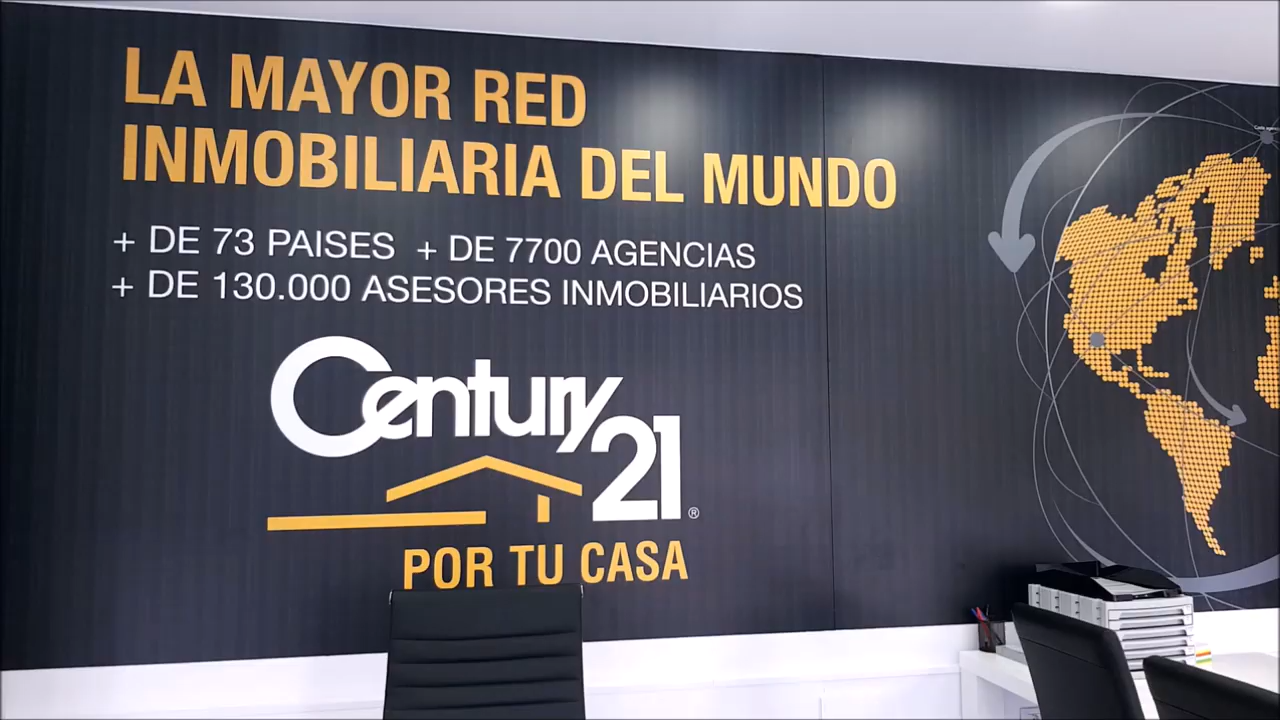 LA MAYOR RED
INMOBILIARIA DEL MUNDO
+ DE 73 PAISES + DE 7700 AGENCIAS
+ DE 130.000 ASESORES INMOBILIARIOS
Century
21®
POR TU CASA